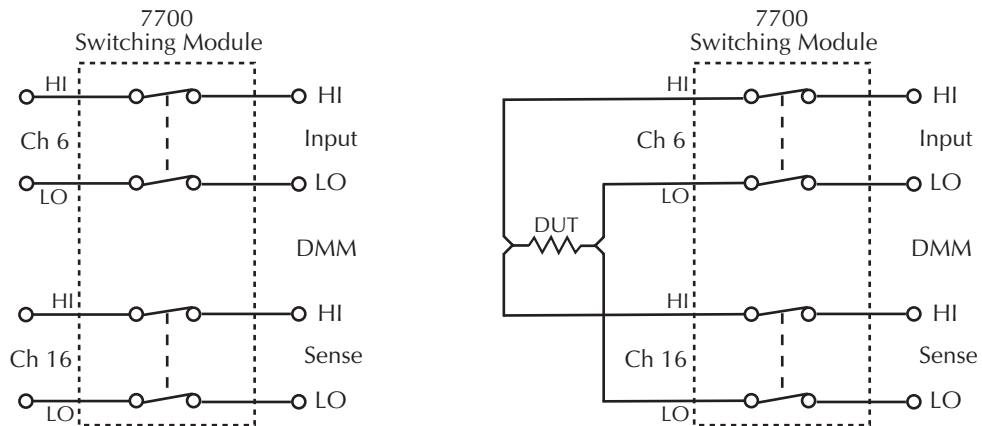 7700
Switching Module
HI
HI
Ch 6
Input
LO
LO
DMM
HI
HI
Ch 16
Sense
LO
LO
7700
Switching Module
HI
HI
Ch 6
Input
LO
LO
DUT
DMM
HI
HI
Ch 16
Sense
LO
LO